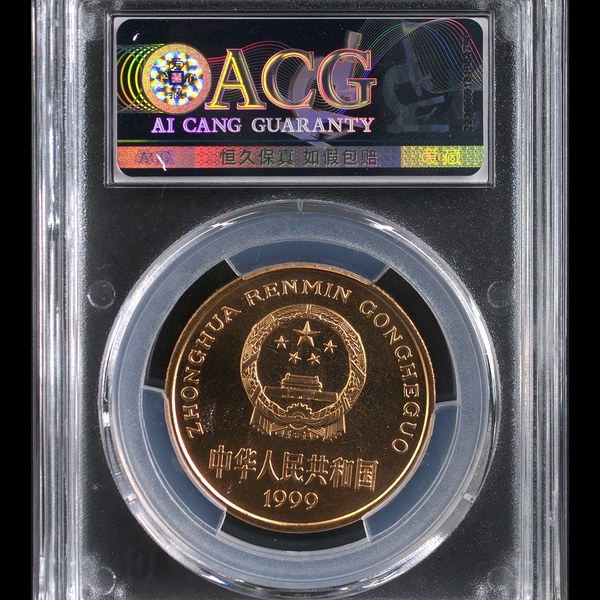 ACG
AI CANG GUARANTY
ACG 恒久保真 如假包赔
ZHONGHUA RENMIN GONGHEGUO
中华人民共和国
1999